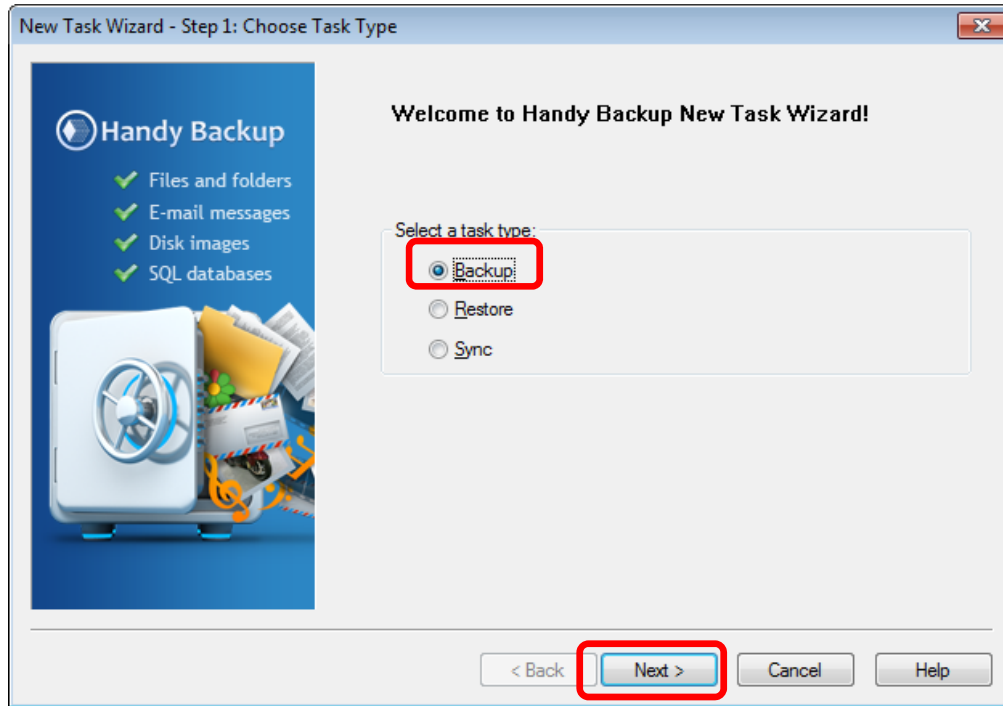 New Task Wizard - Step 1: Choose Task Type
Handy Backup
Files and folders
E-mail messages
Disk images
SQL databases
Welcome to Handy Backup New Task Wizard!
Select a task type:
Backup
Restore
Sync
< Back Next > Cancel Help